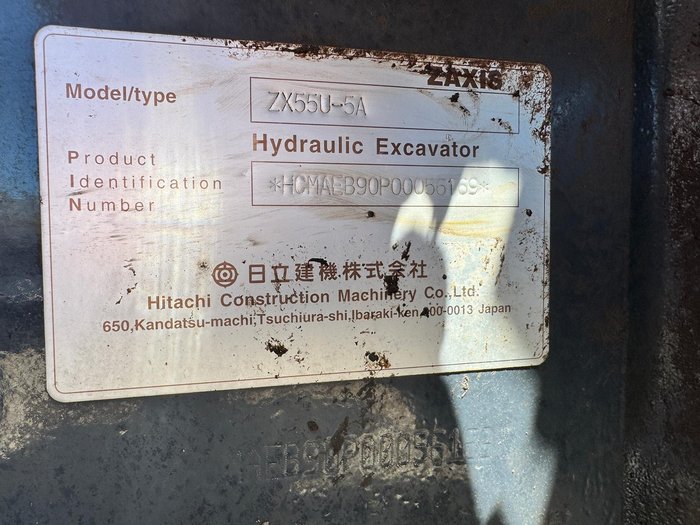 ZAXIS
Model/type ZX55U-5A
Hydraulic Excavator
Product
Identification *HCMAEB90P00055169*
Number
日立建機株式会社
Hitachi Construction Machinery Co.,Ltd.
650,Kandatsu-machi,Tsuchiura-shi,Ibaraki-ken,300-0013 Japan